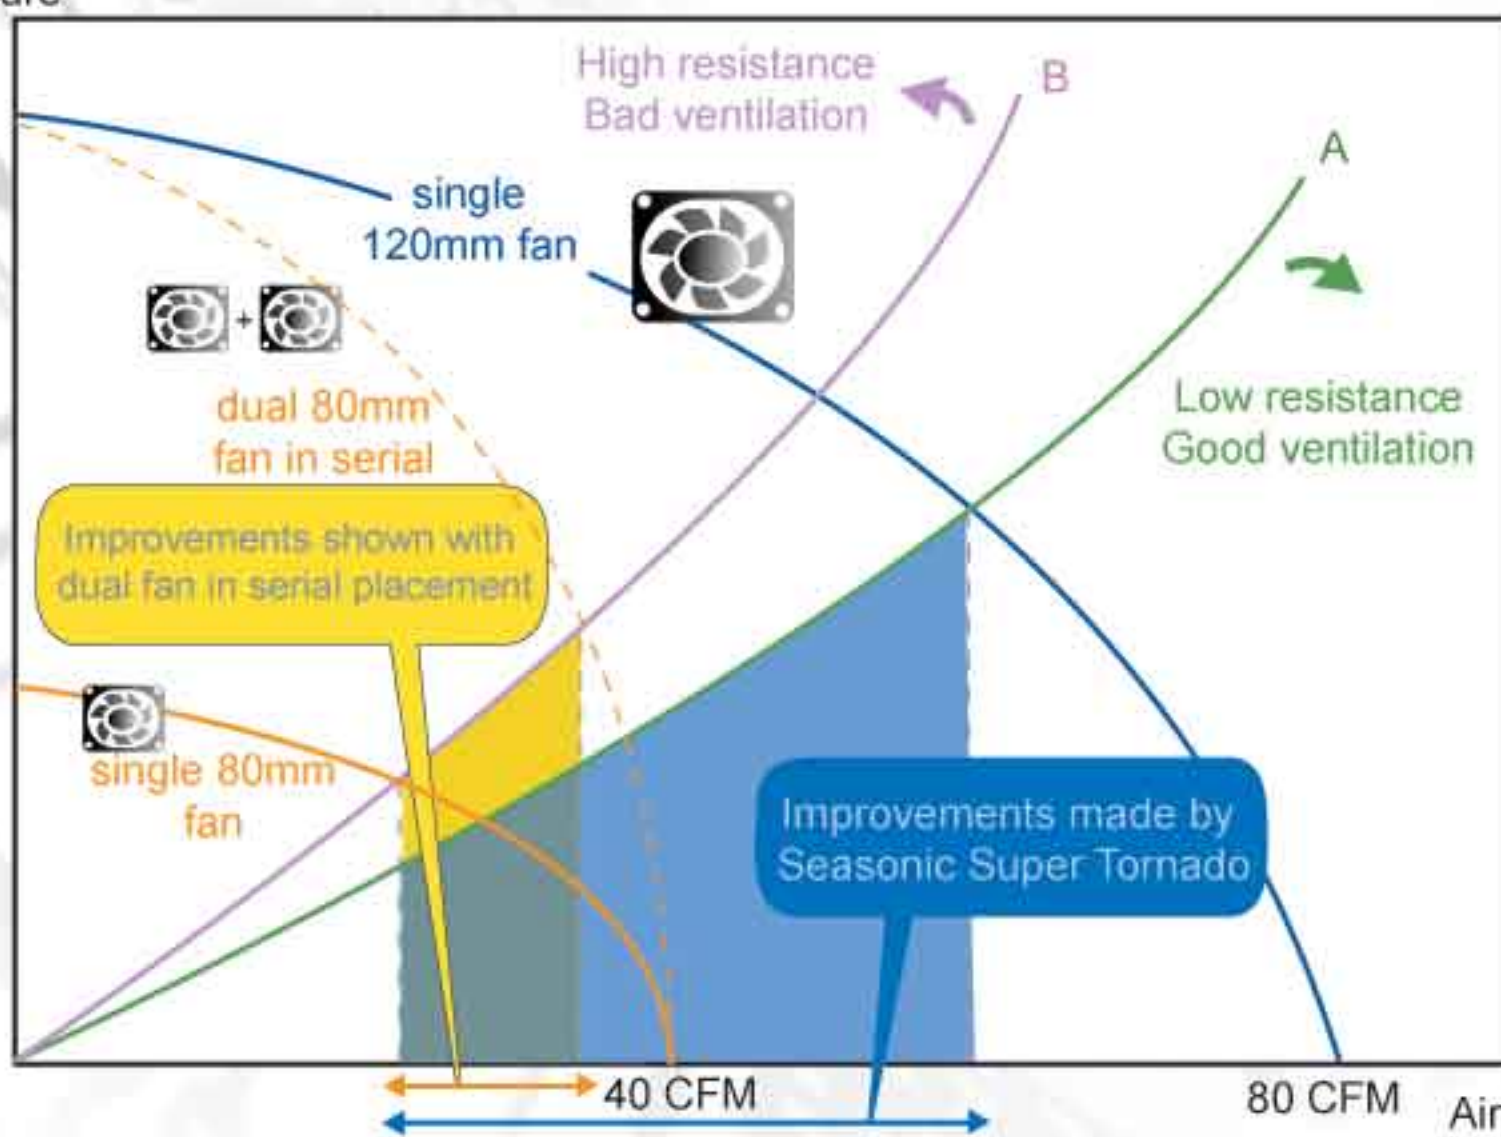 High resistance
Bad ventilation
B
A
single
120mm fan
+
dual 80mm
fan in serial
Low resistance
Good ventilation
Improvements shown with
dual fan in serial placement
single 80mm
fan
Improvements made by
Seasonic Super Tornado
40 CFM
80 CFM
Air